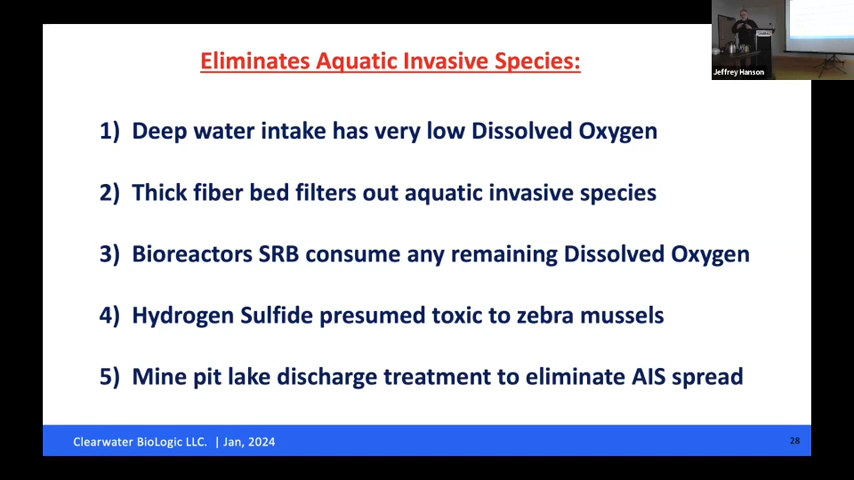 Eliminates Aquatic Invasive Species:
1) Deep water intake has very low Dissolved Oxygen
2) Thick fiber bed filters out aquatic invasive species
3) Bioreactors SRB consume any remaining Dissolved Oxygen
4) Hydrogen Sulfide presumed toxic to zebra mussels
5) Mine pit lake discharge treatment to eliminate AIS spread
Clearwater BioLogic LLC. | Jan, 2024
28
Jeffrey Hanson